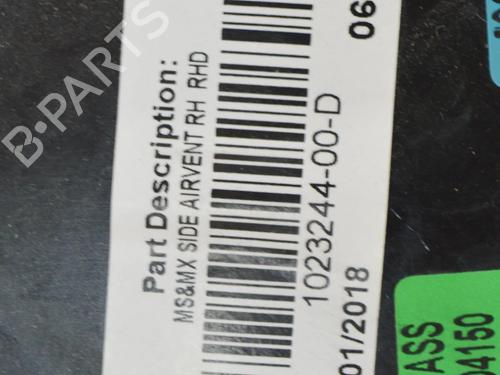 Part Description:
MS&MX SIDE AIRVENT RH RHD
1023244-00-D
01/2018
06
ASS
04150
B-PARTS